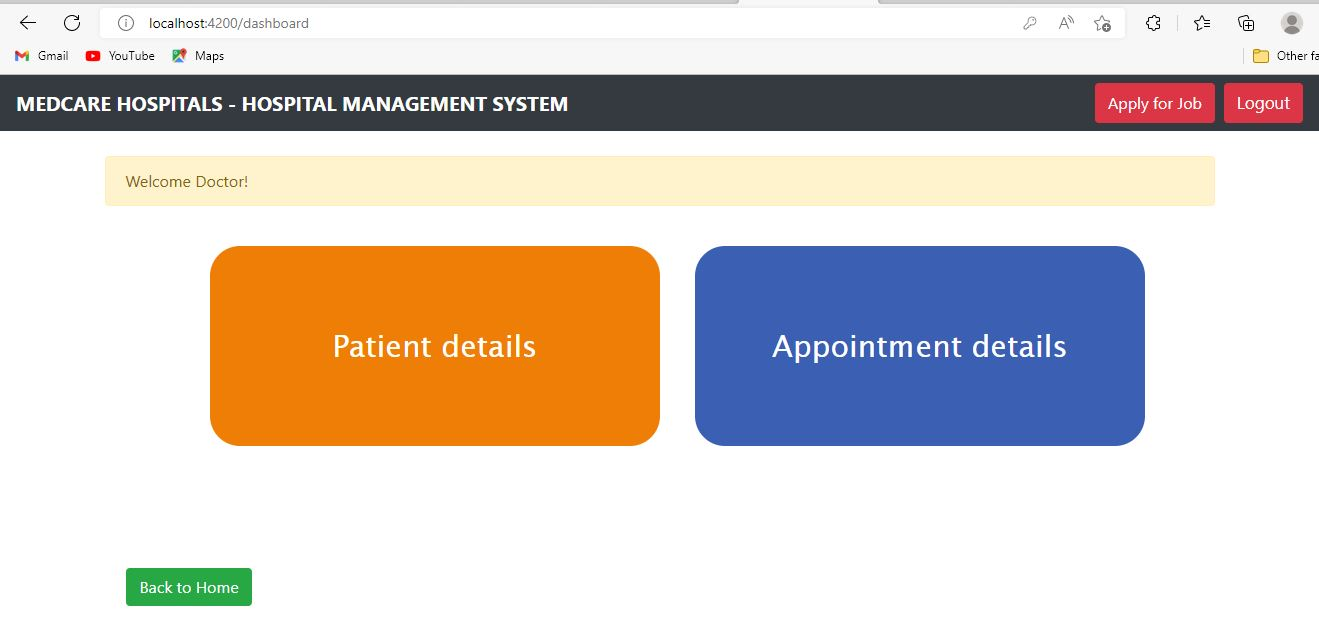 localhost:4200/dashboard
Gmail YouTube Maps Other fa
MEDCARE HOSPITALS - HOSPITAL MANAGEMENT SYSTEM Apply for Job Logout
Welcome Doctor!
Patient details Appointment details
Back to Home